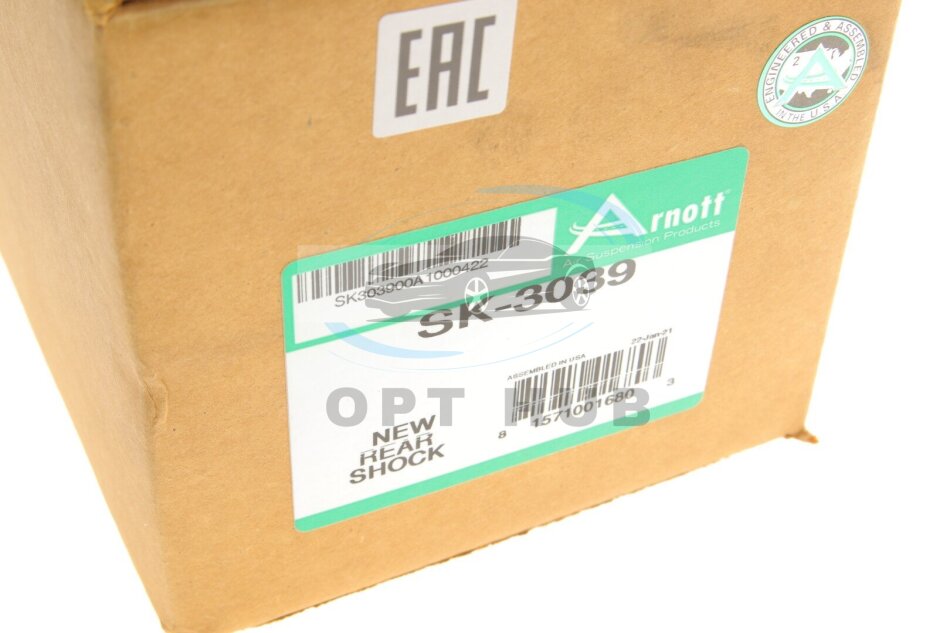 EAC
ENGINEERED & ASSEMBLED
IN THE U.S.A
Arnott®
Air Suspension Products
SK303900A1000422
SK-3039
ASSEMBLED IN USA
22-Jan-21
8 1571001680 3
NEW
REAR
SHOCK
OPT HUB